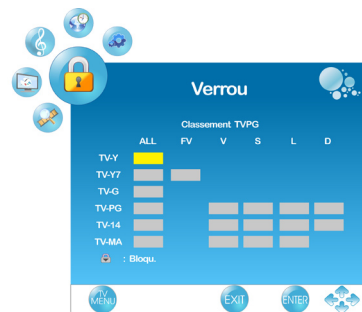 Verrou
Classement TVPG
ALL FV V S L D
TV-Y
TV-Y7
TV-G
TV-PG
TV-14
TV-MA
: Bloqu.
TV MENU EXIT ENTER